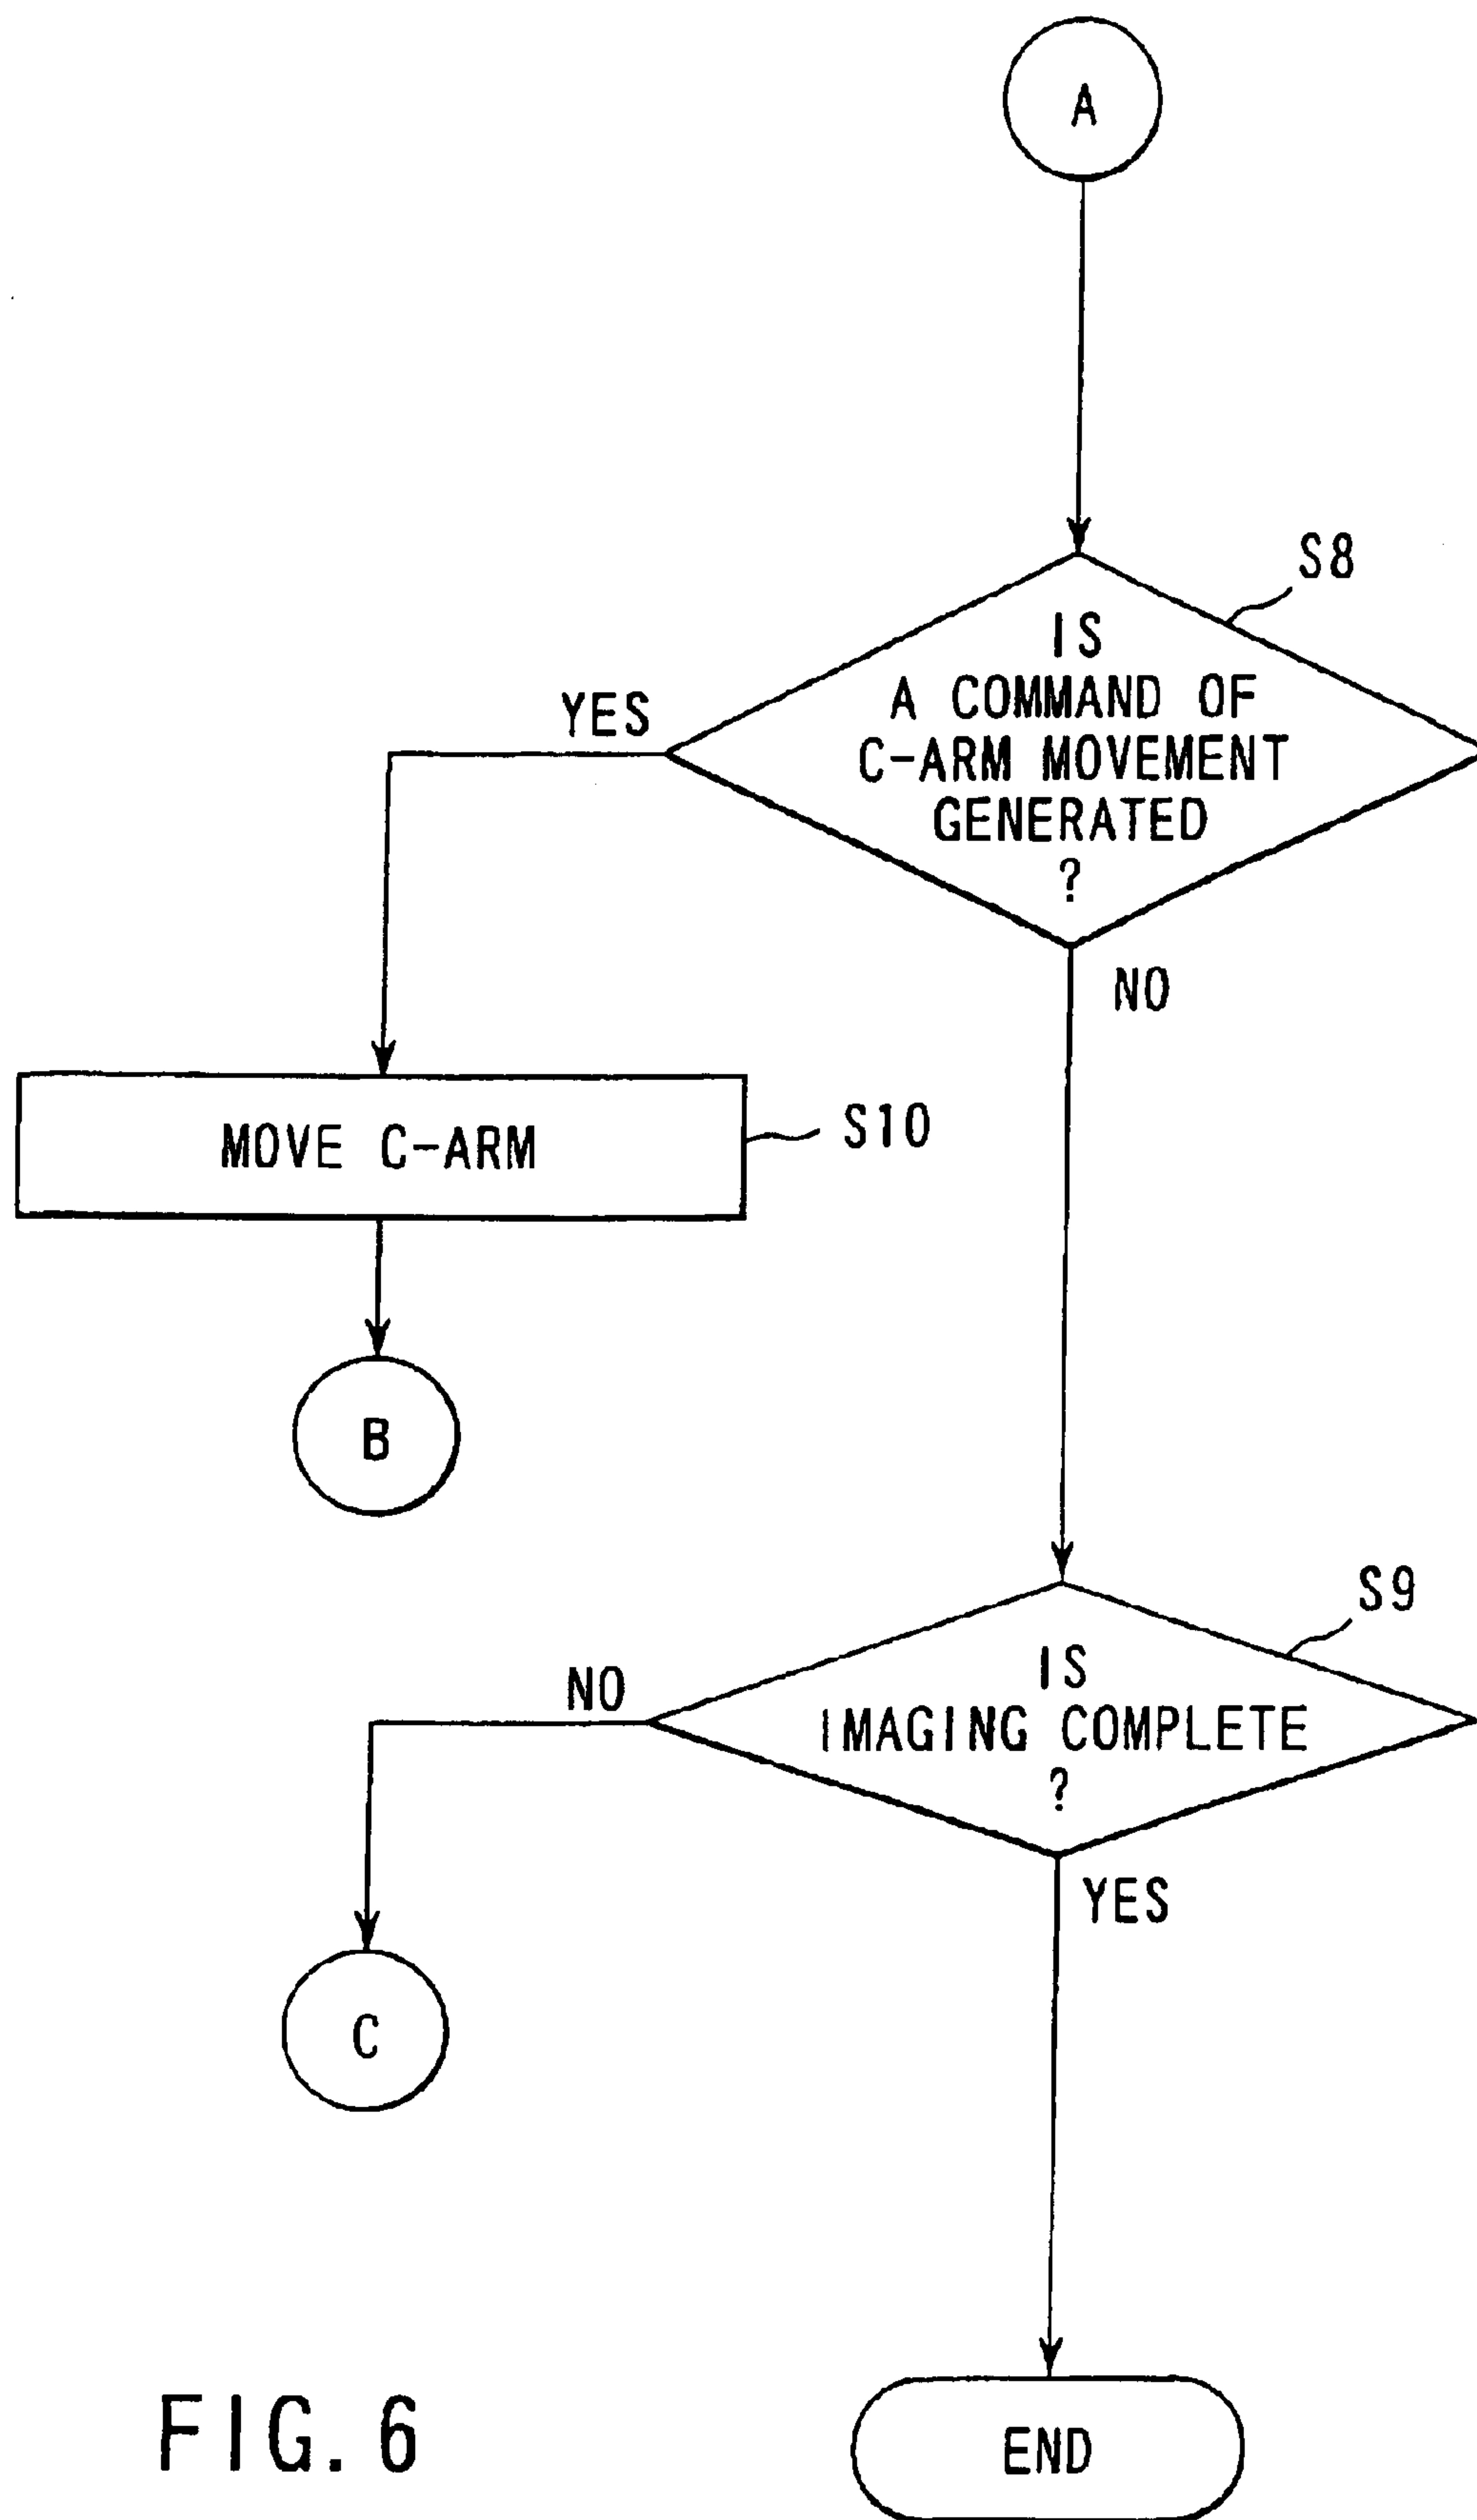 A
S8
IS
A COMMAND OF
C-ARM MOVEMENT
GENERATED
?
YES
NO
MOVE C-ARM
S10
B
S9
IS
IMAGING COMPLETE
?
NO
YES
C
END
FIG. 6